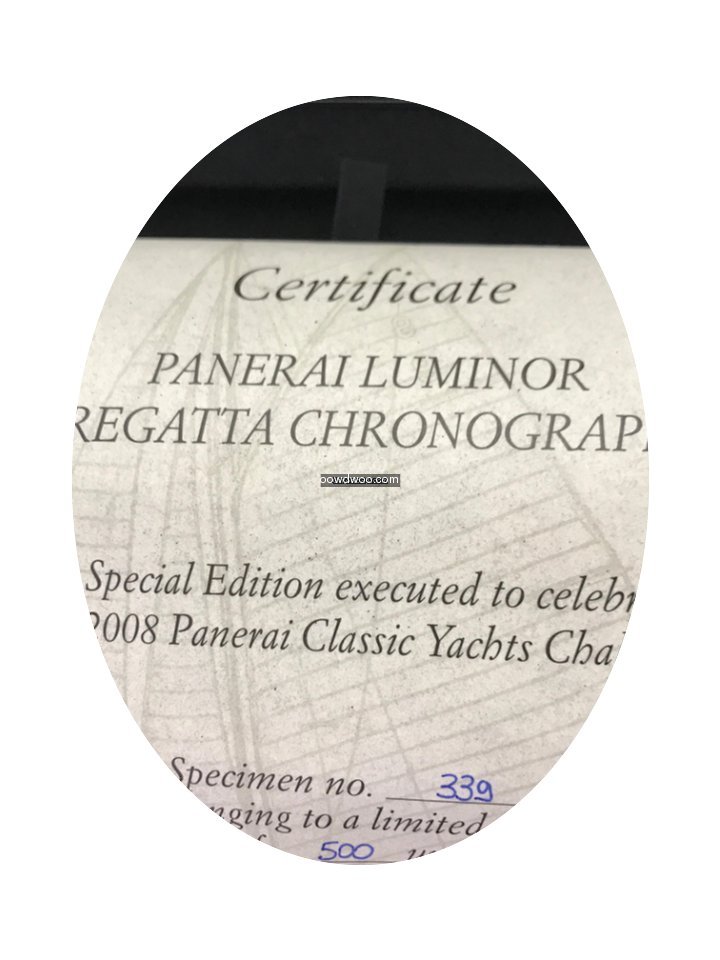 Certificate
PANERAI LUMINOR
REGATTA CHRONOGRAP
powdwoo.com
Special Edition executed to celebr
2008 Panerai Classic Yachts Cha
Specimen no. 339
nging to a limited
500